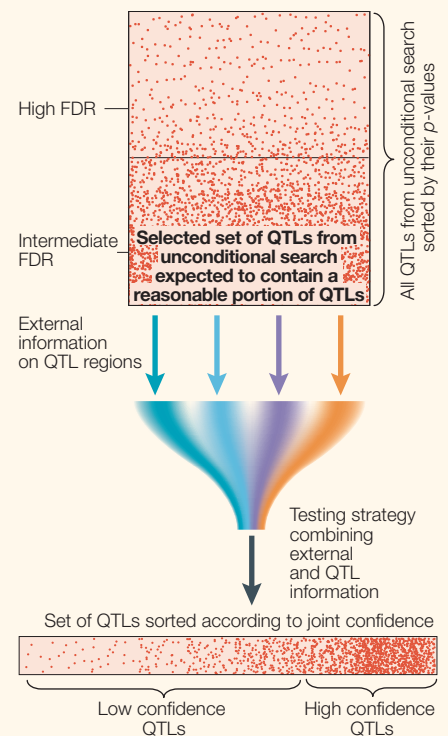 High FDR
All QTLs from unconditional search
sorted by their p-values
Intermediate
FDR
Selected set of QTLs from
unconditional search
expected to contain a
reasonable portion of QTLs
External
information
on QTL regions
Testing strategy
combining
external
and QTL
information
Set of QTLs sorted according to joint confidence
Low confidence
QTLs
High confidence
QTLs